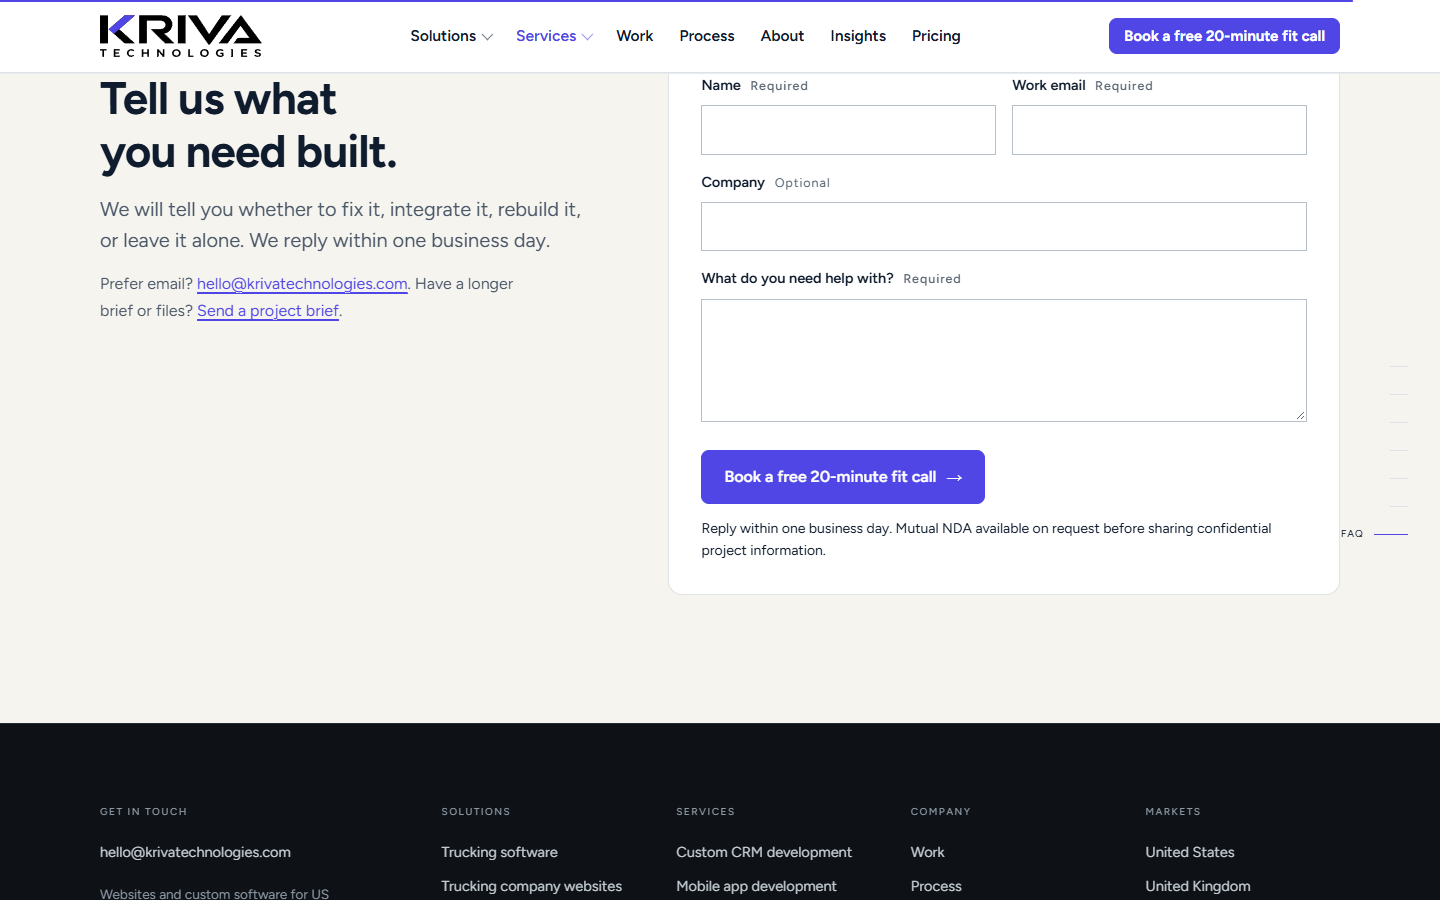 KRIVA
TECHNOLOGIES
Solutions
Services
Work
Process
About
Insights
Pricing
Book a free 20-minute fit call
Tell us what
you need built.
We will tell you whether to fix it, integrate it, rebuild it,
or leave it alone. We reply within one business day.
Prefer email? hello@krivatechnologies.com. Have a longer
brief or files? Send a project brief.
Name Required
Work email Required
Company Optional
What do you need help with? Required
Book a free 20-minute fit call →
Reply within one business day. Mutual NDA available on request before sharing confidential
project information.
FAQ
GET IN TOUCH
hello@krivatechnologies.com
Websites and custom software for US
SOLUTIONS
Trucking software
Trucking company websites
SERVICES
Custom CRM development
Mobile app development
COMPANY
Work
Process
MARKETS
United States
United Kingdom